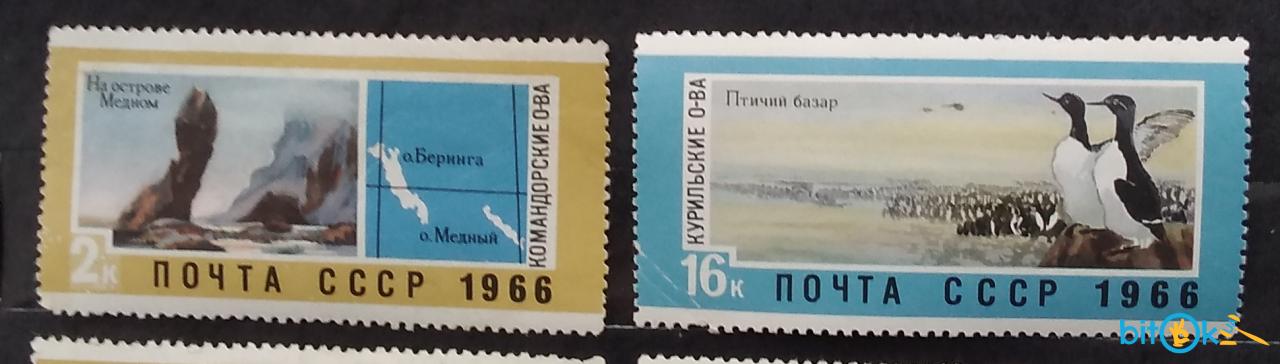 На острове
Медном
о.Беринга
о. Медный
КОМАНДОРСКИЕ О-ВА
2к
ПОЧТА СССР 1966
КУРИЛЬСКИЕ О-ВА
Птичий базар
16к
ПОЧТА СССР 1966
bitOk